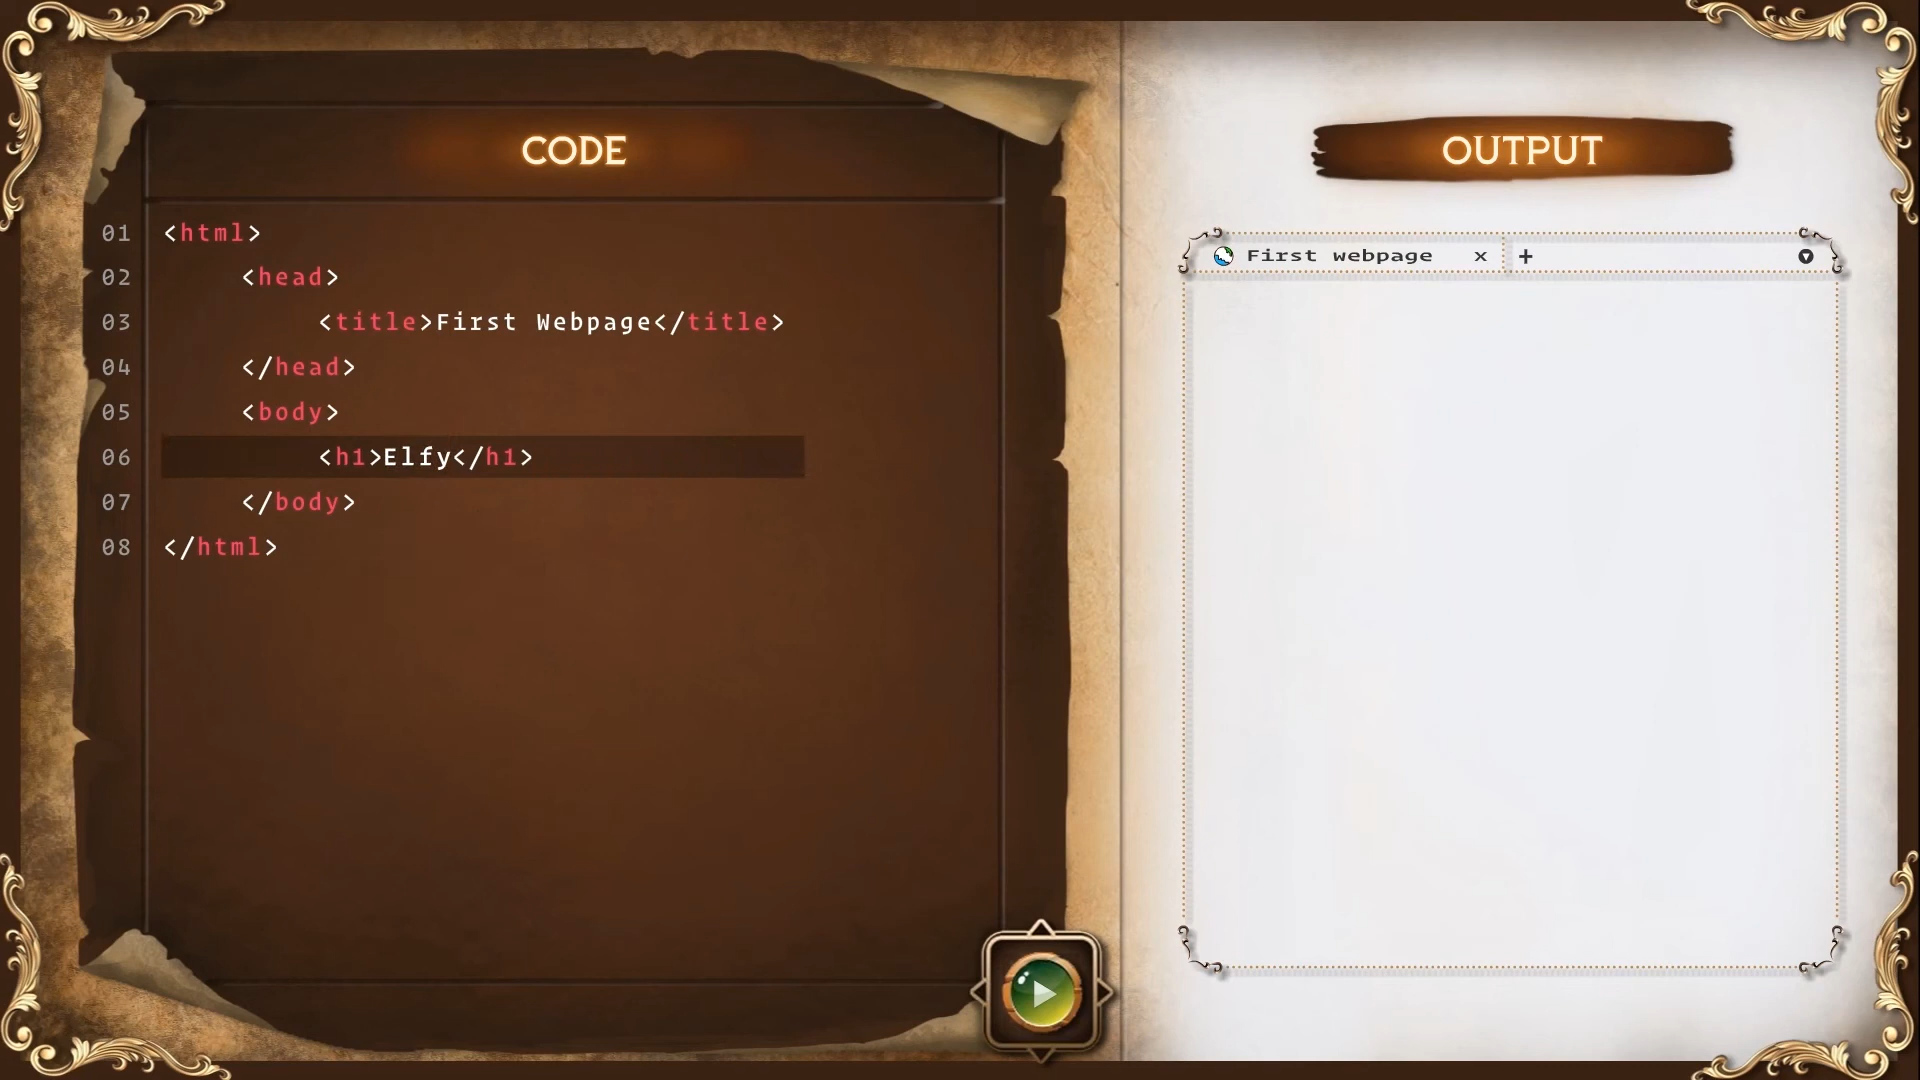 CODE
01 <html>
02 <head>
03 <title>First Webpage</title>
04 </head>
05 <body>
06 <h1>Elfy</h1>
07 </body>
08 </html>
OUTPUT
First webpage x +